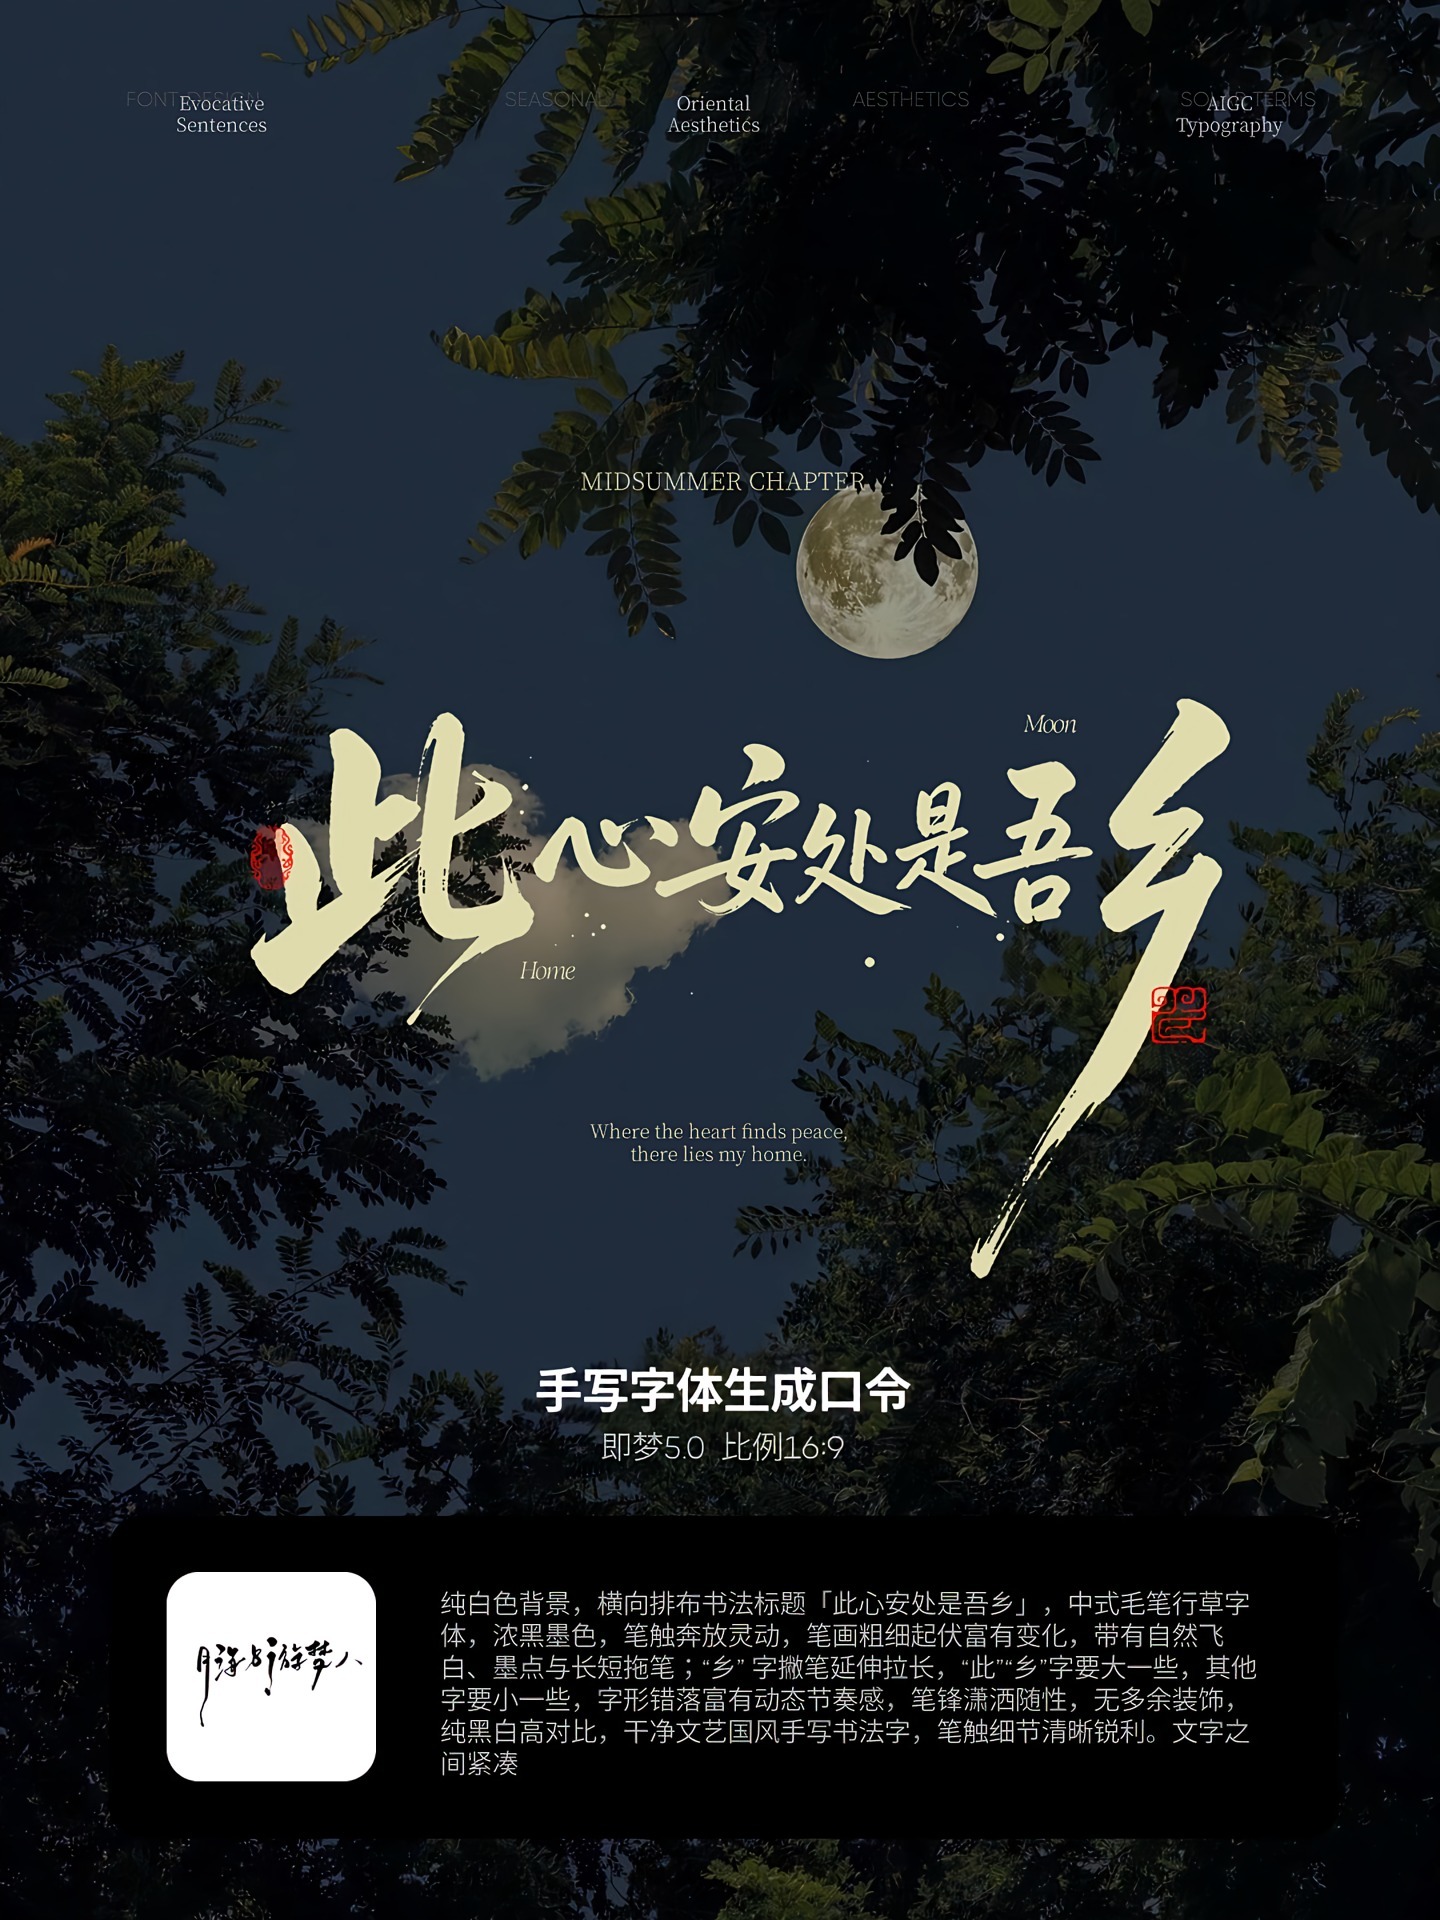 FONT DESIGN
SEASONAL
AESTHETICS
SOLAR TERMS
Evocative
Sentences
Oriental
Aesthetics
AIGC
Typography
MIDSUMMER CHAPTER
Moon
此心安处是吾乡
Home
Where the heart finds peace,
there lies my home.
手写字体生成口令
即梦5.0 比例16:9
纯白色背景，横向排布书法标题「此心安处是吾乡」，中式毛笔行草字
体，浓黑墨色，笔触奔放灵动，笔画粗细起伏富有变化，带有自然飞
白、墨点与长短拖笔；“乡” 字撇笔延伸拉长，“此”“乡”字要大一些，其他
字要小一些，字形错落富有动态节奏感，笔锋潇洒随性，无多余装饰，
纯黑白高对比，干净文艺国风手写书法字，笔触细节清晰锐利。文字之
间紧凑